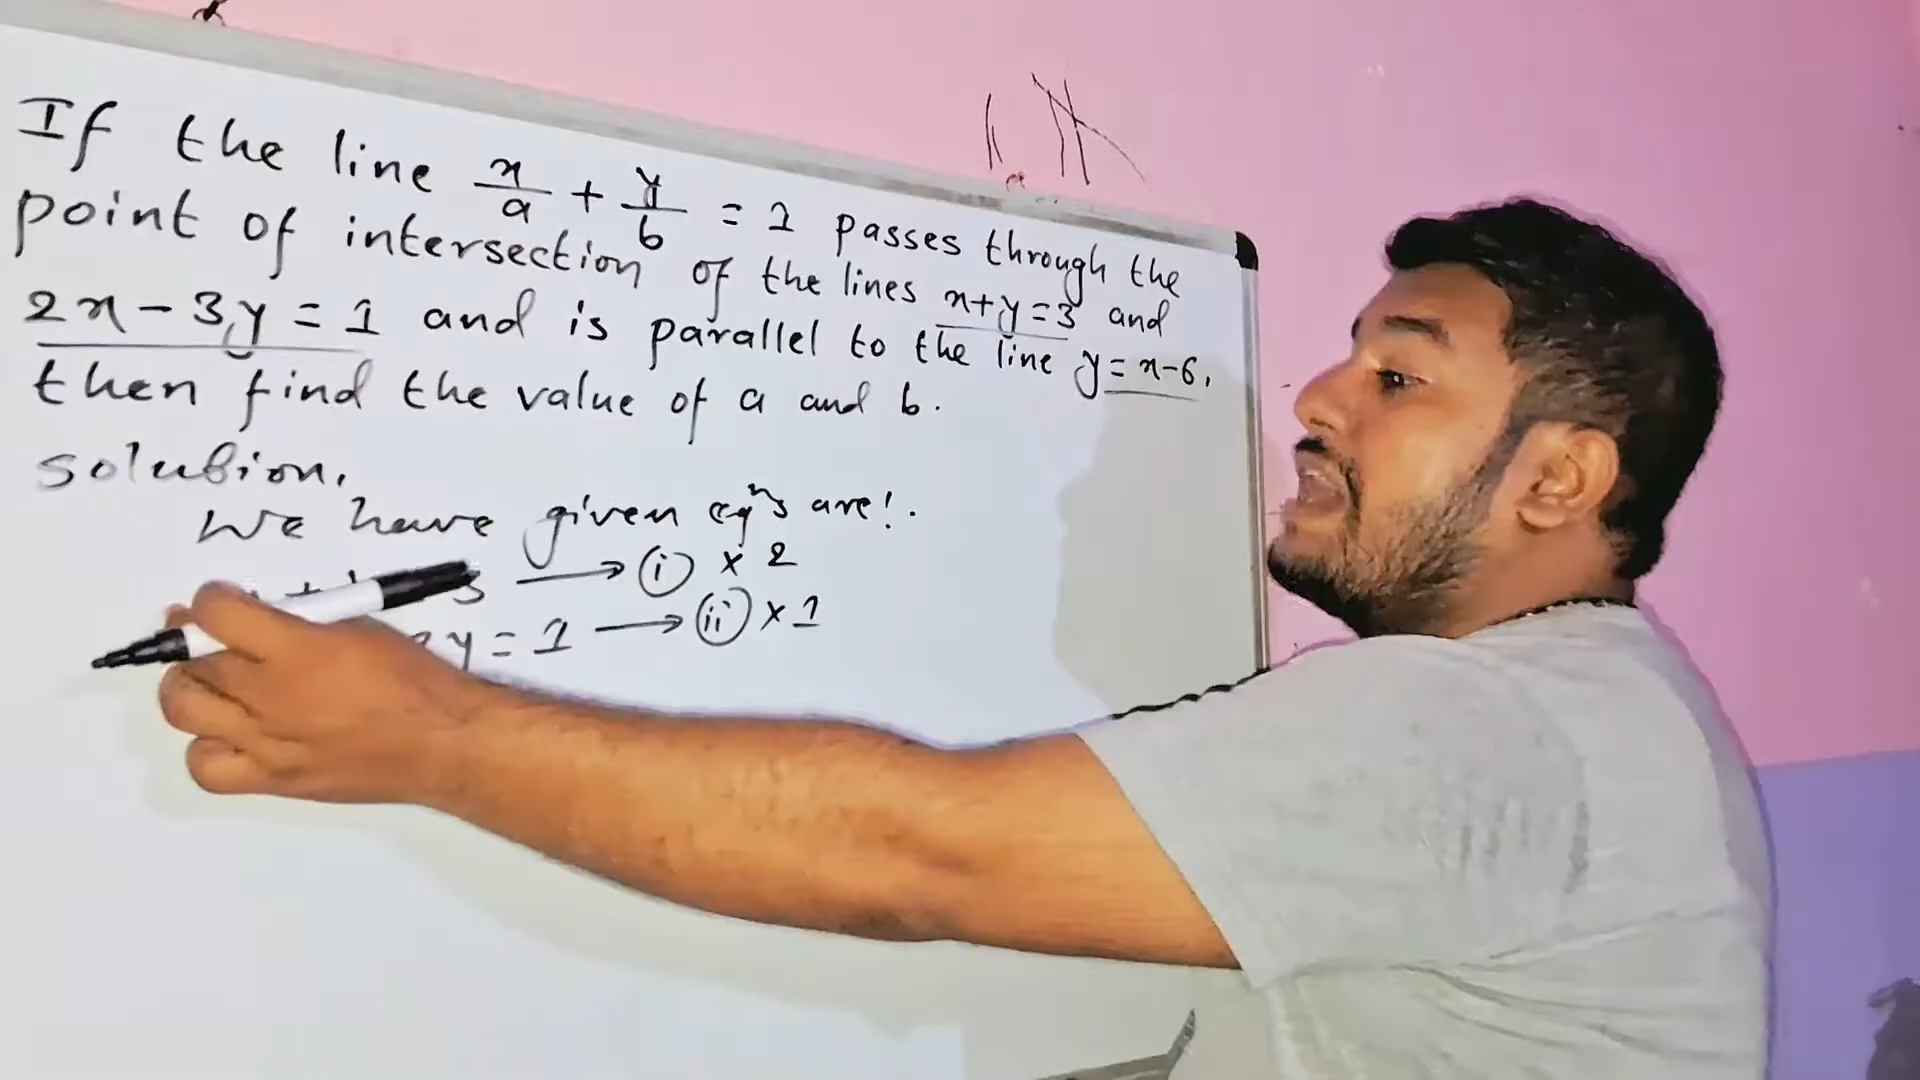 If the line x/a + y/b = 1 passes through the
point of intersection of the lines x+y=3 and
2x-3y=1 and is parallel to the line y=x-6,
then find the value of a and b.
solution.
We have given eqⁿs are!.
3 → (i) × 2
3y = 1 → (ii) × 1